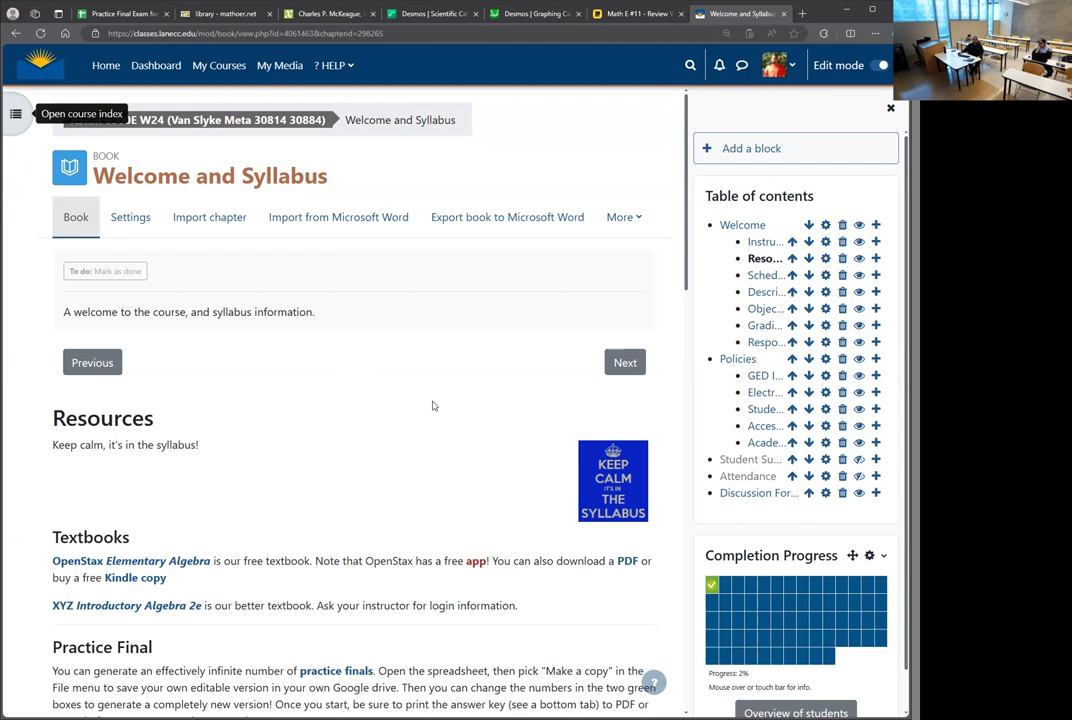 Practice Final Exam for
library - mathoer.net
Charles P. McKeague,
Desmos | Scientific Cal
Desmos | Graphing Ca
Math E #11 - Review W
Welcome and Syllabus
https://classes.lanecc.edu/mod/book/view.php?id=4061463&chapterid=298265
Home
Dashboard
My Courses
My Media
? HELP
Edit mode
Open course index
E W24 (Van Slyke Meta 30814 30884)
Welcome and Syllabus
BOOK
Welcome and Syllabus
Book
Settings
Import chapter
Import from Microsoft Word
Export book to Microsoft Word
More
To do: Mark as done
A welcome to the course, and syllabus information.
Previous
Next
Resources
Keep calm, it's in the syllabus!
KEEP
CALM
IT'S IN
THE
SYLLABUS
Textbooks
OpenStax Elementary Algebra is our free textbook. Note that OpenStax has a free app! You can also download a PDF or
buy a free Kindle copy
XYZ Introductory Algebra 2e is our better textbook. Ask your instructor for login information.
Practice Final
You can generate an effectively infinite number of practice finals. Open the spreadsheet, then pick "Make a copy" in the
File menu to save your own editable version in your own Google drive. Then you can change the numbers in the two green
boxes to generate a completely new version! Once you start, be sure to print the answer key (see a bottom tab) to PDF or
?
Add a block
Table of contents
Welcome
Instru...
Reso...
Sched...
Descri...
Objec...
Gradi...
Respo...
Policies
GED I...
Electr...
Stude...
Acces...
Acade...
Student Su...
Attendance
Discussion For...
Completion Progress
Progress: 2%
Mouse over or touch bar for info.
Overview of students